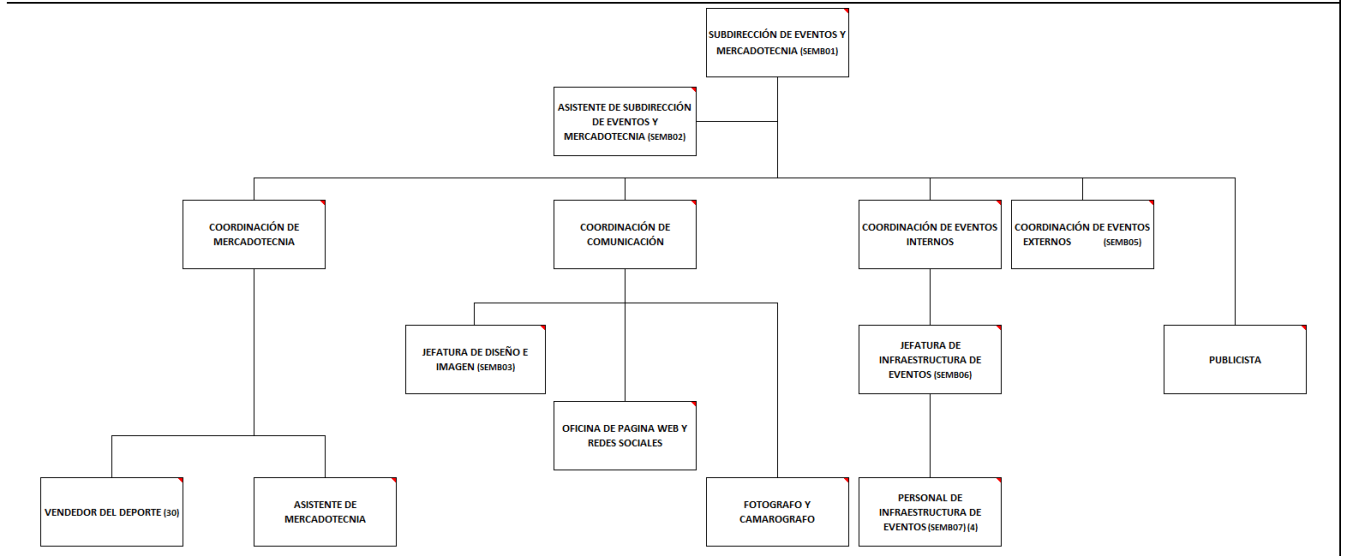 SUBDIRECCIÓN DE EVENTOS Y
MERCADOTECNIA (SEMB01)
ASISTENTE DE SUBDIRECCIÓN
DE EVENTOS Y
MERCADOTECNIA (SEMB02)
COORDINACIÓN DE
MERCADOTECNIA
COORDINACIÓN DE
COMUNICACIÓN
COORDINACIÓN DE EVENTOS
INTERNOS
COORDINACIÓN DE EVENTOS
EXTERNOS (SEMB05)
JEFATURA DE DISEÑO E
IMAGEN (SEMB03)
JEFATURA DE
INFRAESTRUCTURA DE
EVENTOS (SEMB06)
PUBLICISTA
OFICINA DE PAGINA WEB Y
REDES SOCIALES
VENDEDOR DEL DEPORTE (30)
ASISTENTE DE
MERCADOTECNIA
FOTOGRAFO Y
CAMAROGRAFO
PERSONAL DE
INFRAESTRUCTURA DE
EVENTOS (SEMB07) (4)